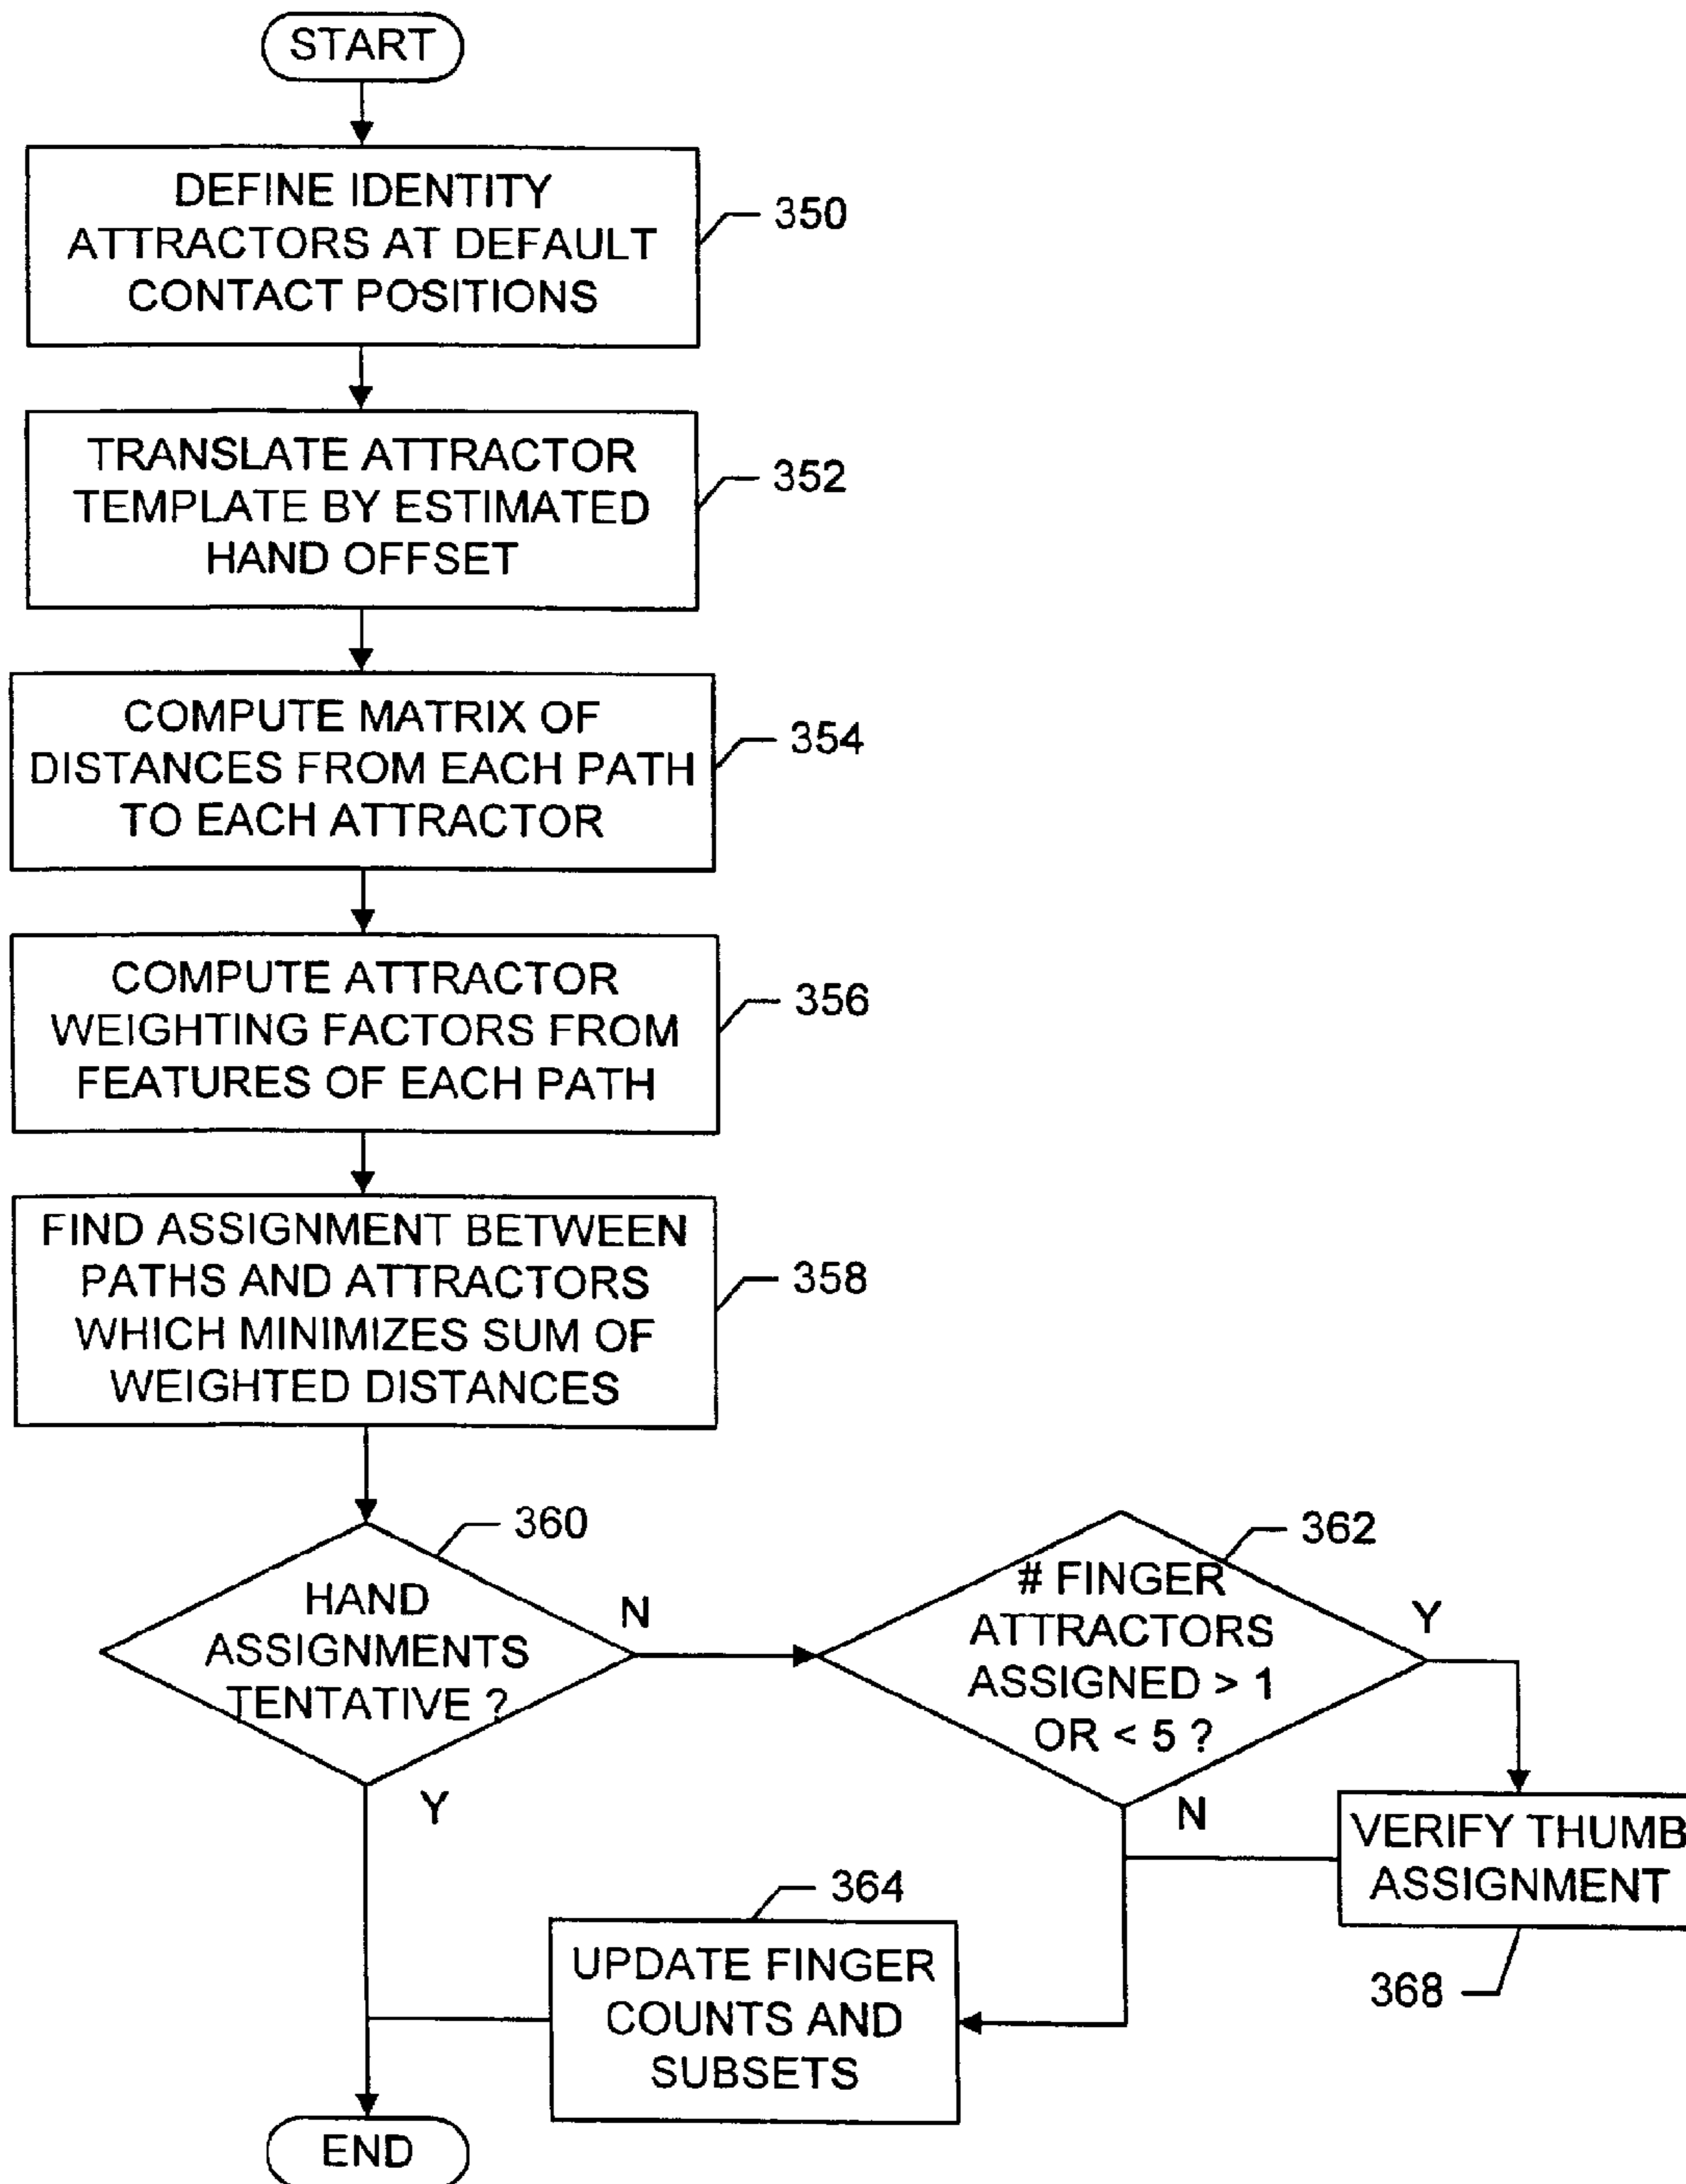 START
DEFINE IDENTITY
ATTRACTORS AT DEFAULT
CONTACT POSITIONS
350
TRANSLATE ATTRACTOR
TEMPLATE BY ESTIMATED
HAND OFFSET
352
COMPUTE MATRIX OF
DISTANCES FROM EACH PATH
TO EACH ATTRACTOR
354
COMPUTE ATTRACTOR
WEIGHTING FACTORS FROM
FEATURES OF EACH PATH
356
FIND ASSIGNMENT BETWEEN
PATHS AND ATTRACTORS
WHICH MINIMIZES SUM OF
WEIGHTED DISTANCES
358
360
HAND
ASSIGNMENTS
TENTATIVE ?
N
Y
362
# FINGER
ATTRACTORS
ASSIGNED > 1
OR < 5 ?
Y
N
VERIFY THUMB
ASSIGNMENT
368
364
UPDATE FINGER
COUNTS AND
SUBSETS
END